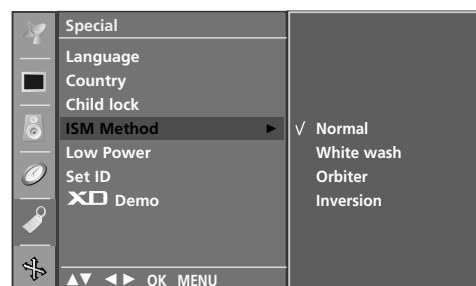 Special
Language
Country
Child lock
ISM Method ►
Low Power
Set ID
XD Demo
√ Normal
White wash
Orbiter
Inversion
▲▼ ◄► OK MENU